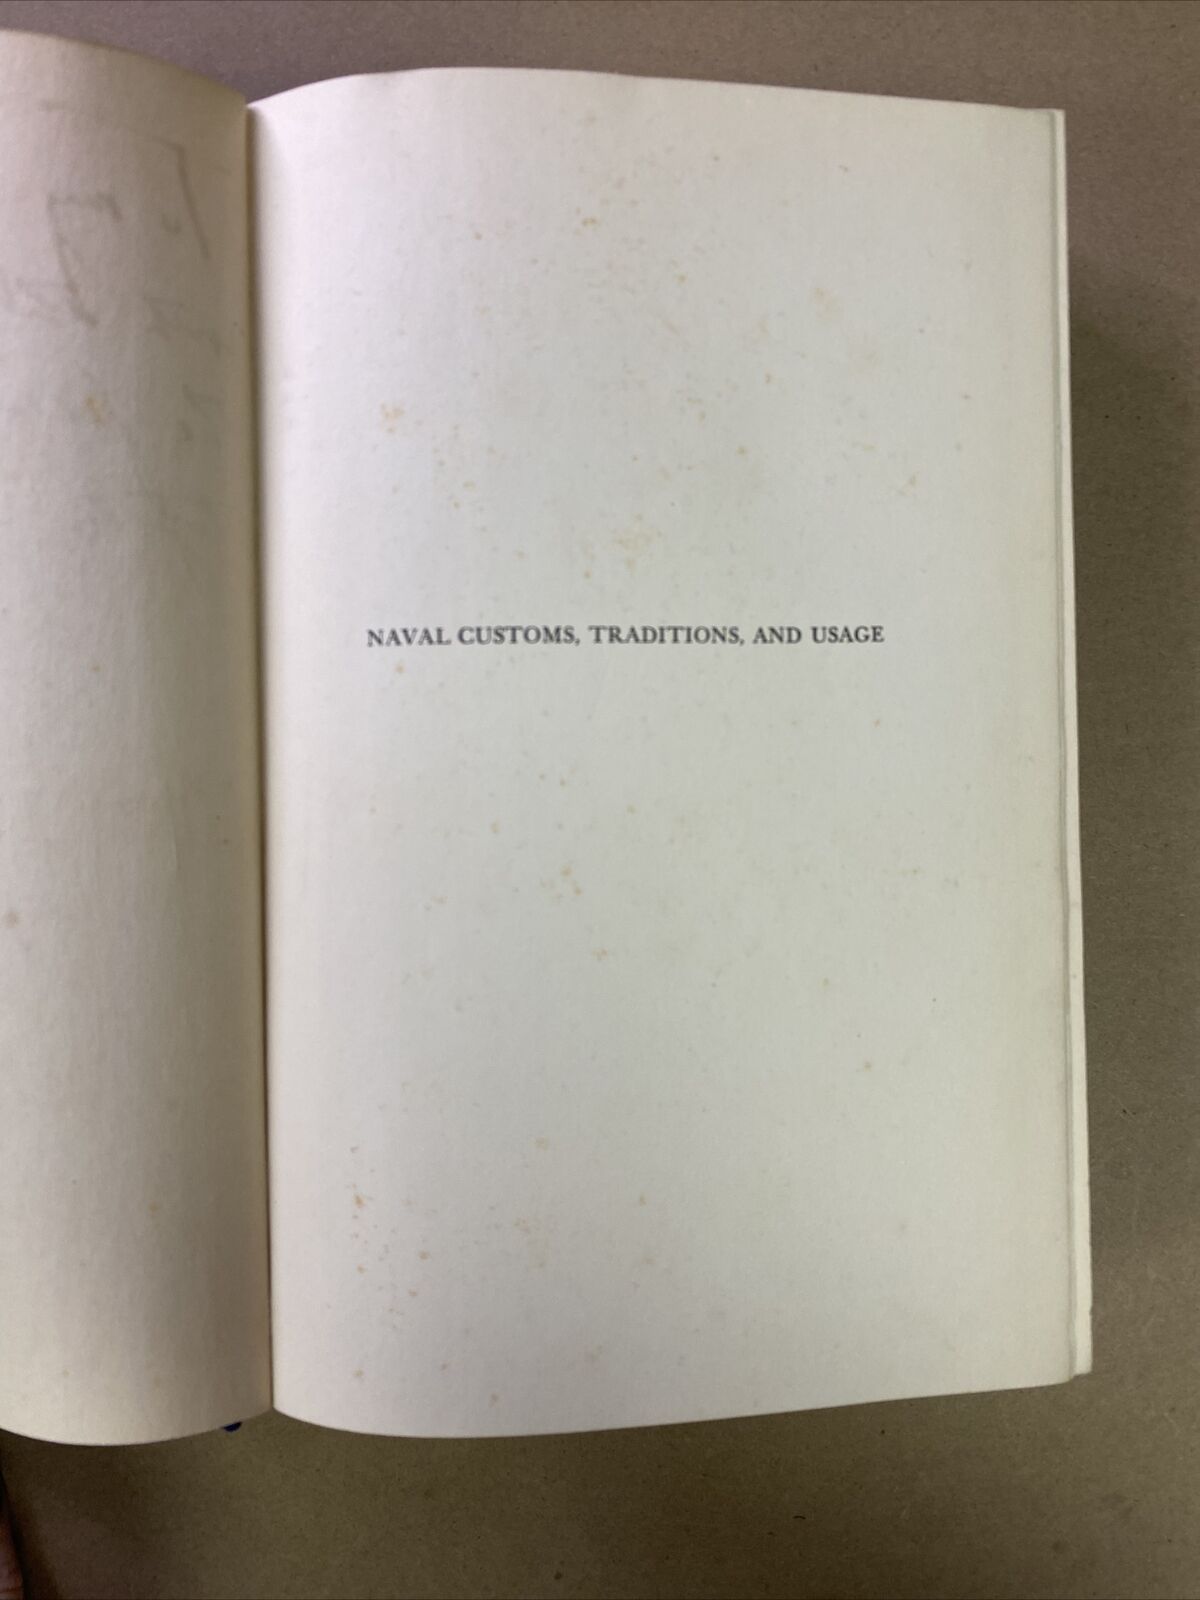 NAVAL CUSTOMS, TRADITIONS, AND USAGE